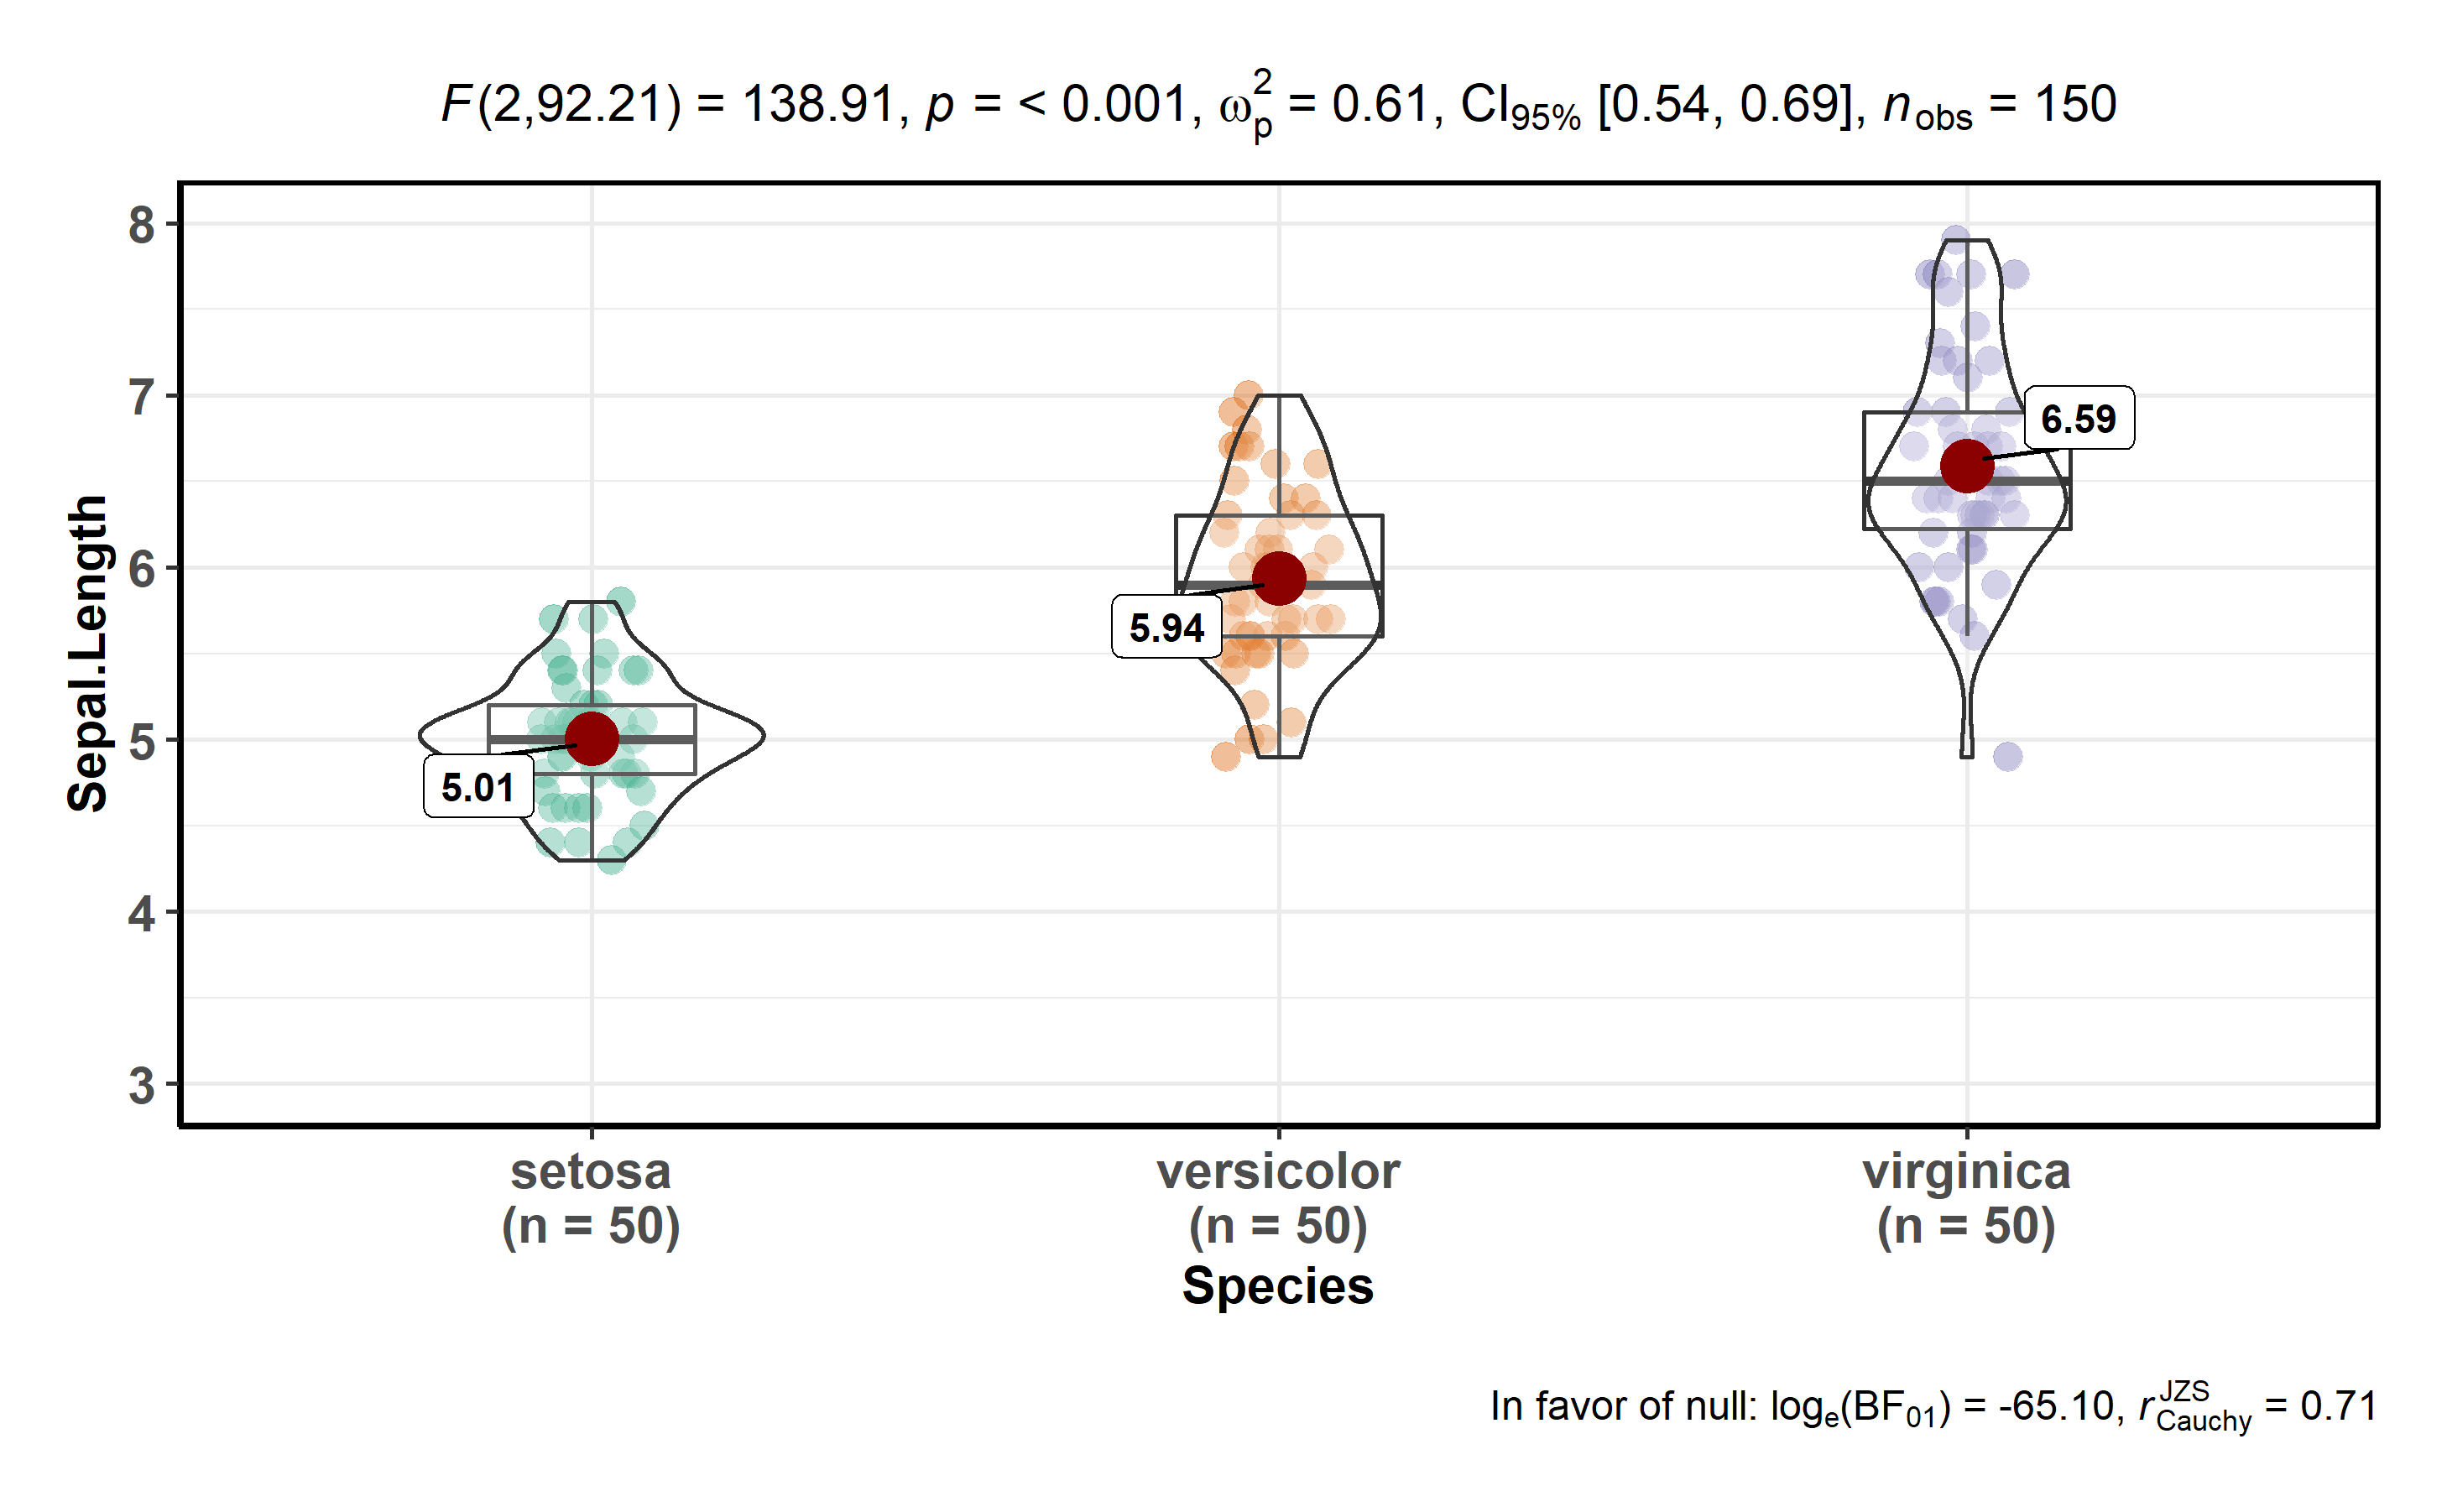 F(2,92.21) = 138.91, p = < 0.001, ω²ₚ = 0.61, CI95% [0.54, 0.69], nobs = 150
8
7
6
5
4
3
Sepal.Length
5.01
5.94
6.59
setosa
(n = 50)
versicolor
(n = 50)
virginica
(n = 50)
Species
In favor of null: loge(BF01) = -65.10, rJZSCauchy = 0.71